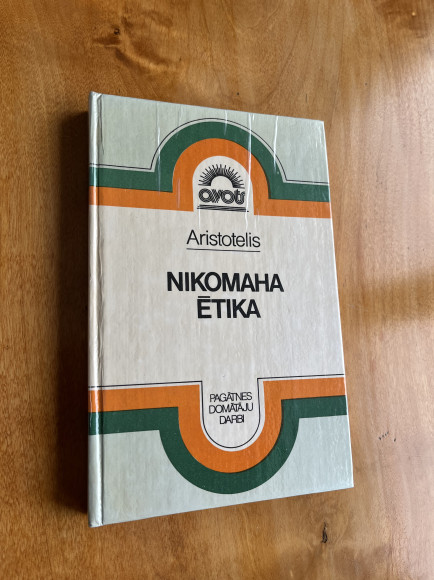 avots
Aristotelis
NIKOMAHA
ĒTIKA
PAGĀTNES
DOMĀTĀJU
DARBI